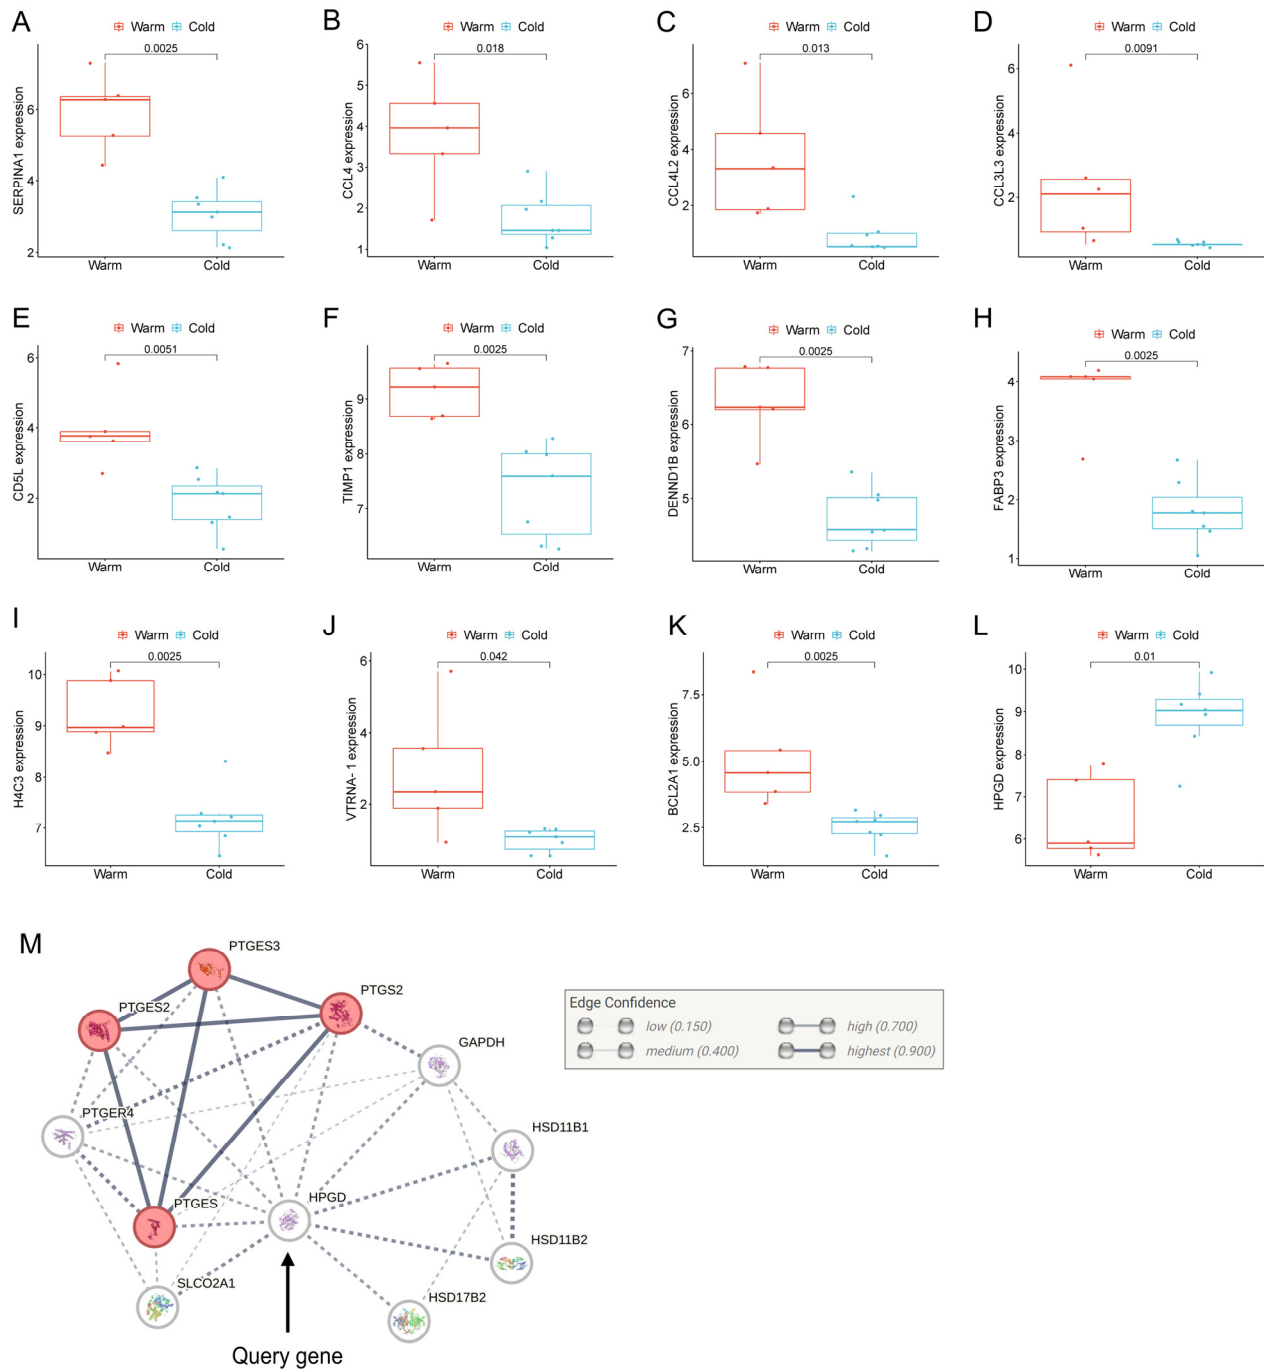 A
Warm Cold
0.0025
SERPINA1 expression
6
4
2
Warm Cold
B
Warm Cold
0.018
CCL4 expression
6
5
4
3
2
1
Warm Cold
C
Warm Cold
0.013
CCL4L2 expression
6
4
2
Warm Cold
D
Warm Cold
0.0091
CCL3L3 expression
6
4
2
Warm Cold
E
Warm Cold
0.0051
CD5L expression
6
4
2
Warm Cold
F
Warm Cold
0.0025
TIMP1 expression
9
8
7
Warm Cold
G
Warm Cold
0.0025
DENND1B expression
7
6
5
Warm Cold
H
Warm Cold
0.0025
FABP3 expression
4
3
2
1
Warm Cold
I
Warm Cold
0.0025
H4C3 expression
10
9
8
7
Warm Cold
J
Warm Cold
0.042
VTRNA-1 expression
6
4
2
Warm Cold
K
Warm Cold
0.0025
BCL2A1 expression
7.5
5.0
2.5
Warm Cold
L
Warm Cold
0.01
HPGD expression
10
9
8
7
6
Warm Cold
M
PTGES3
PTGES2
PTGS2
GAPDH
PTGER4
HSD11B1
PTGES
HPGD
HSD11B2
SLCO2A1
HSD17B2
Query gene
Edge Confidence
low (0.150)
high (0.700)
medium (0.400)
highest (0.900)